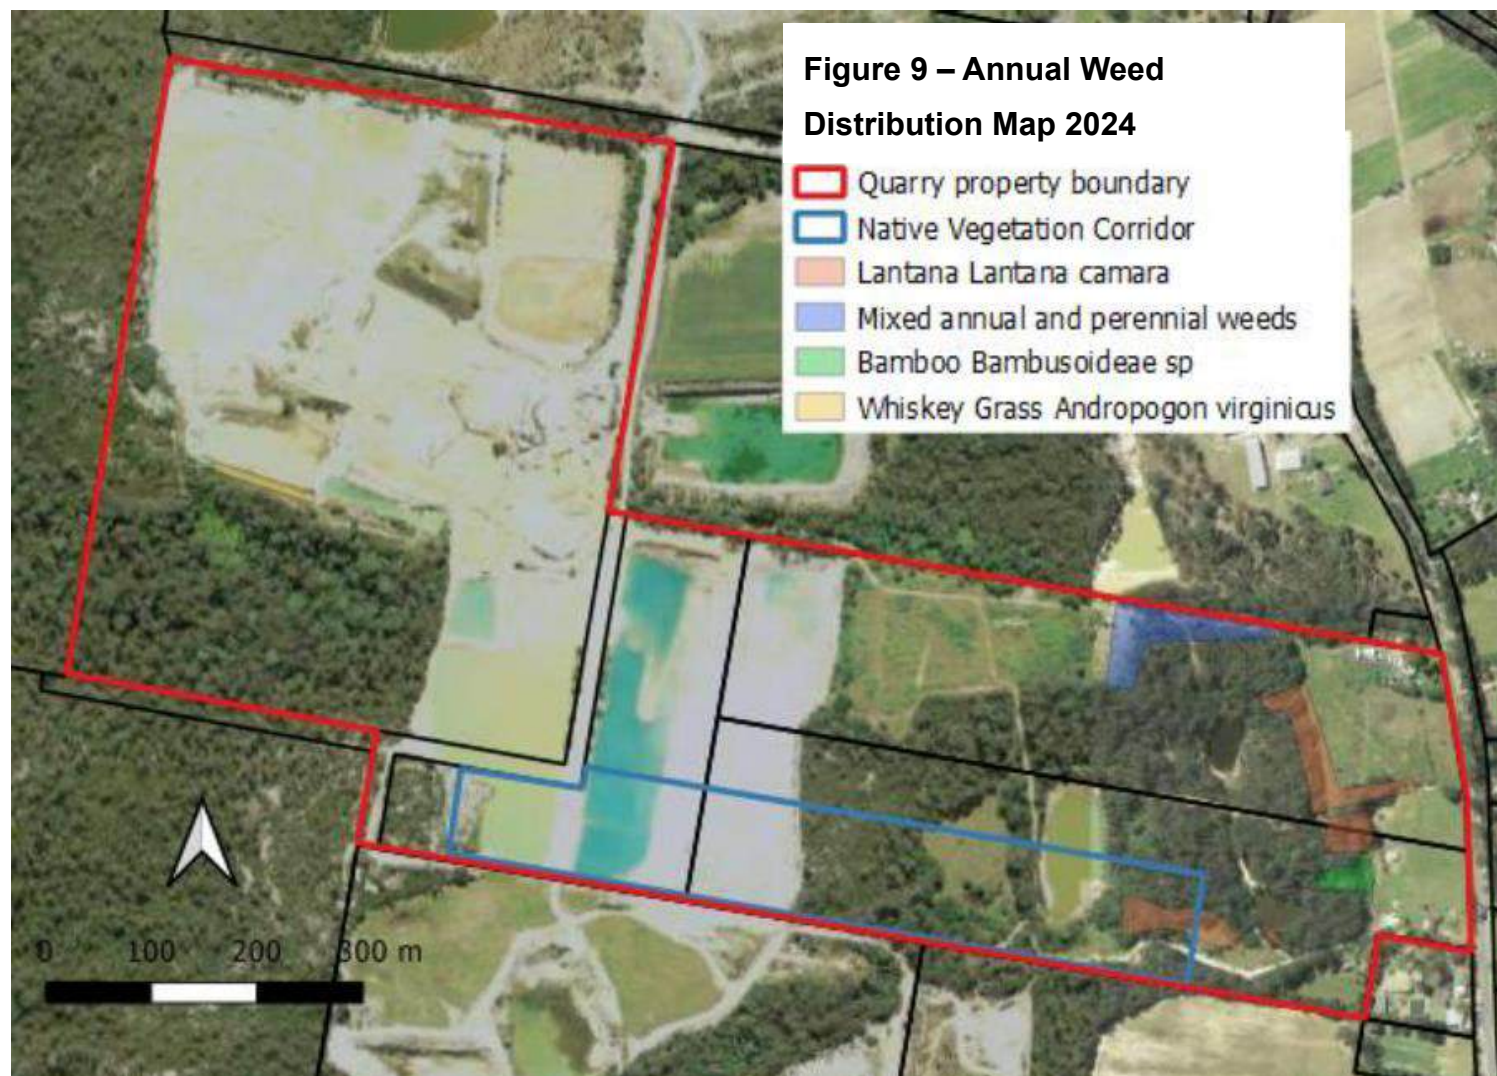 Figure 9 – Annual Weed
Distribution Map 2024
Quarry property boundary
Native Vegetation Corridor
Lantana Lantana camara
Mixed annual and perennial weeds
Bamboo Bambusoideae sp
Whiskey Grass Andropogon virginicus
0 100 200 300 m